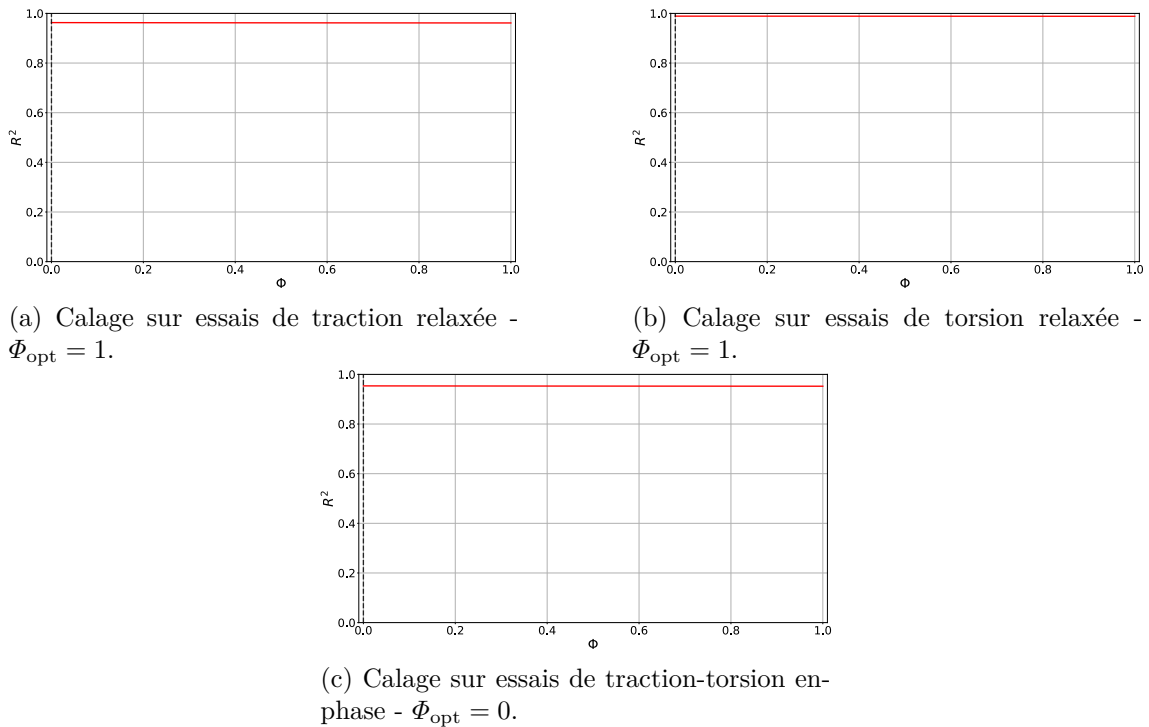 1.0
0.8
0.6
0.4
0.2
0.0
R²
0.0 0.2 0.4 0.6 0.8 1.0
Φ
(a) Calage sur essais de traction relaxée -
Φopt = 1.
1.0
0.8
0.6
0.4
0.2
0.0
R²
0.0 0.2 0.4 0.6 0.8 1.0
Φ
(b) Calage sur essais de torsion relaxée -
Φopt = 1.
1.0
0.8
0.6
0.4
0.2
0.0
R²
0.0 0.2 0.4 0.6 0.8 1.0
Φ
(c) Calage sur essais de traction-torsion en-
phase - Φopt = 0.